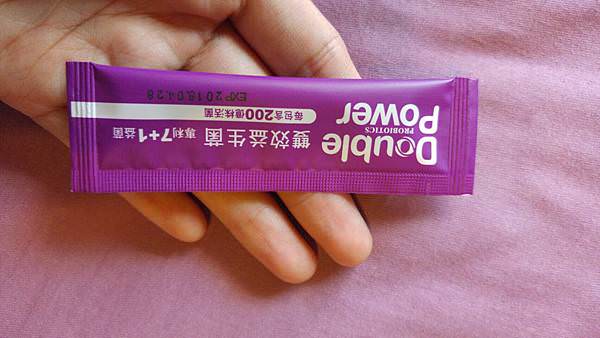 Double
PROBIOTICS
Power
雙效益生菌 專利7+1益菌
每包含200億株活菌
EXP 2018.04.28